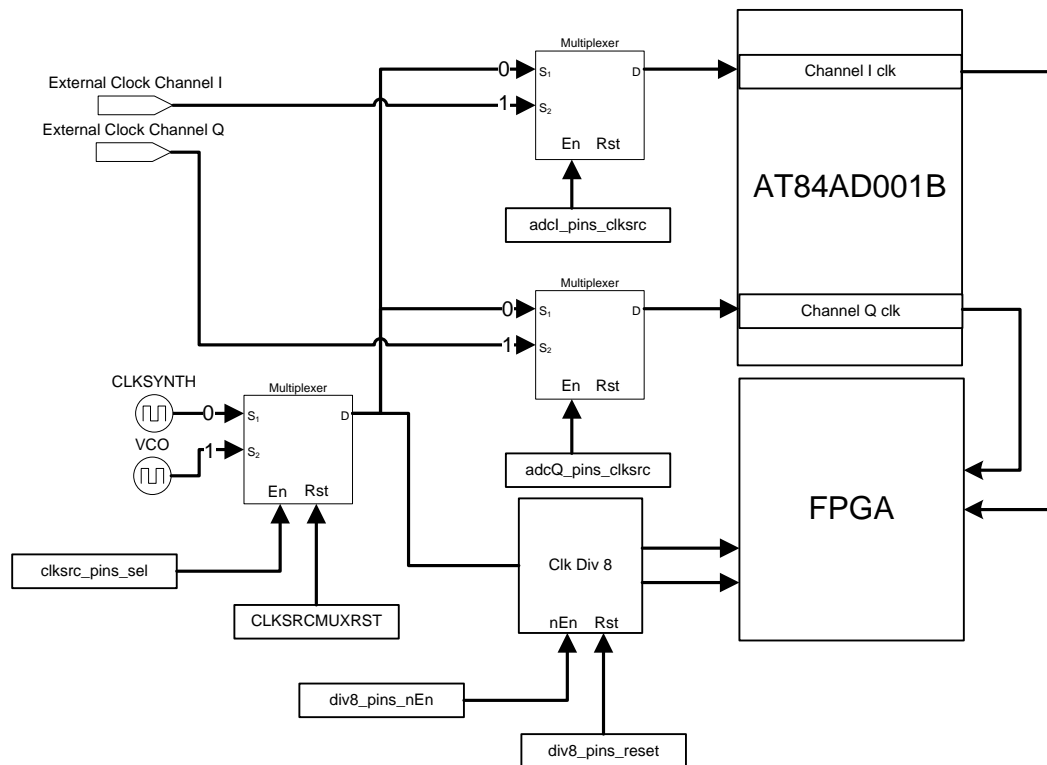 Multiplexer
External Clock Channel I
0
S1
D
Channel I clk
1
S2
External Clock Channel Q
En Rst
AT84AD001B
adcI_pins_clksrc
Multiplexer
0
S1
D
Channel Q clk
1
S2
En Rst
CLKSYNTH
Multiplexer
0
S1
D
VCO
1
S2
adcQ_pins_clksrc
En Rst
FPGA
clksrc_pins_sel
Clk Div 8
CLKSRCMUXRST
nEn Rst
div8_pins_nEn
div8_pins_reset